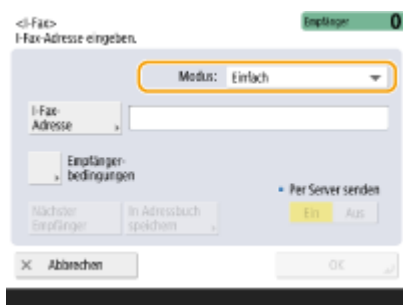 <I-Fax>
Empfänger 0
I-Fax-Adresse eingeben.
Modus: Einfach
I-Fax-
Adresse
Empfänger-
bedingungen
Per Server senden
Nächster
Empfänger
In Adressbuch
speichern
Ein Aus
Abbrechen
OK